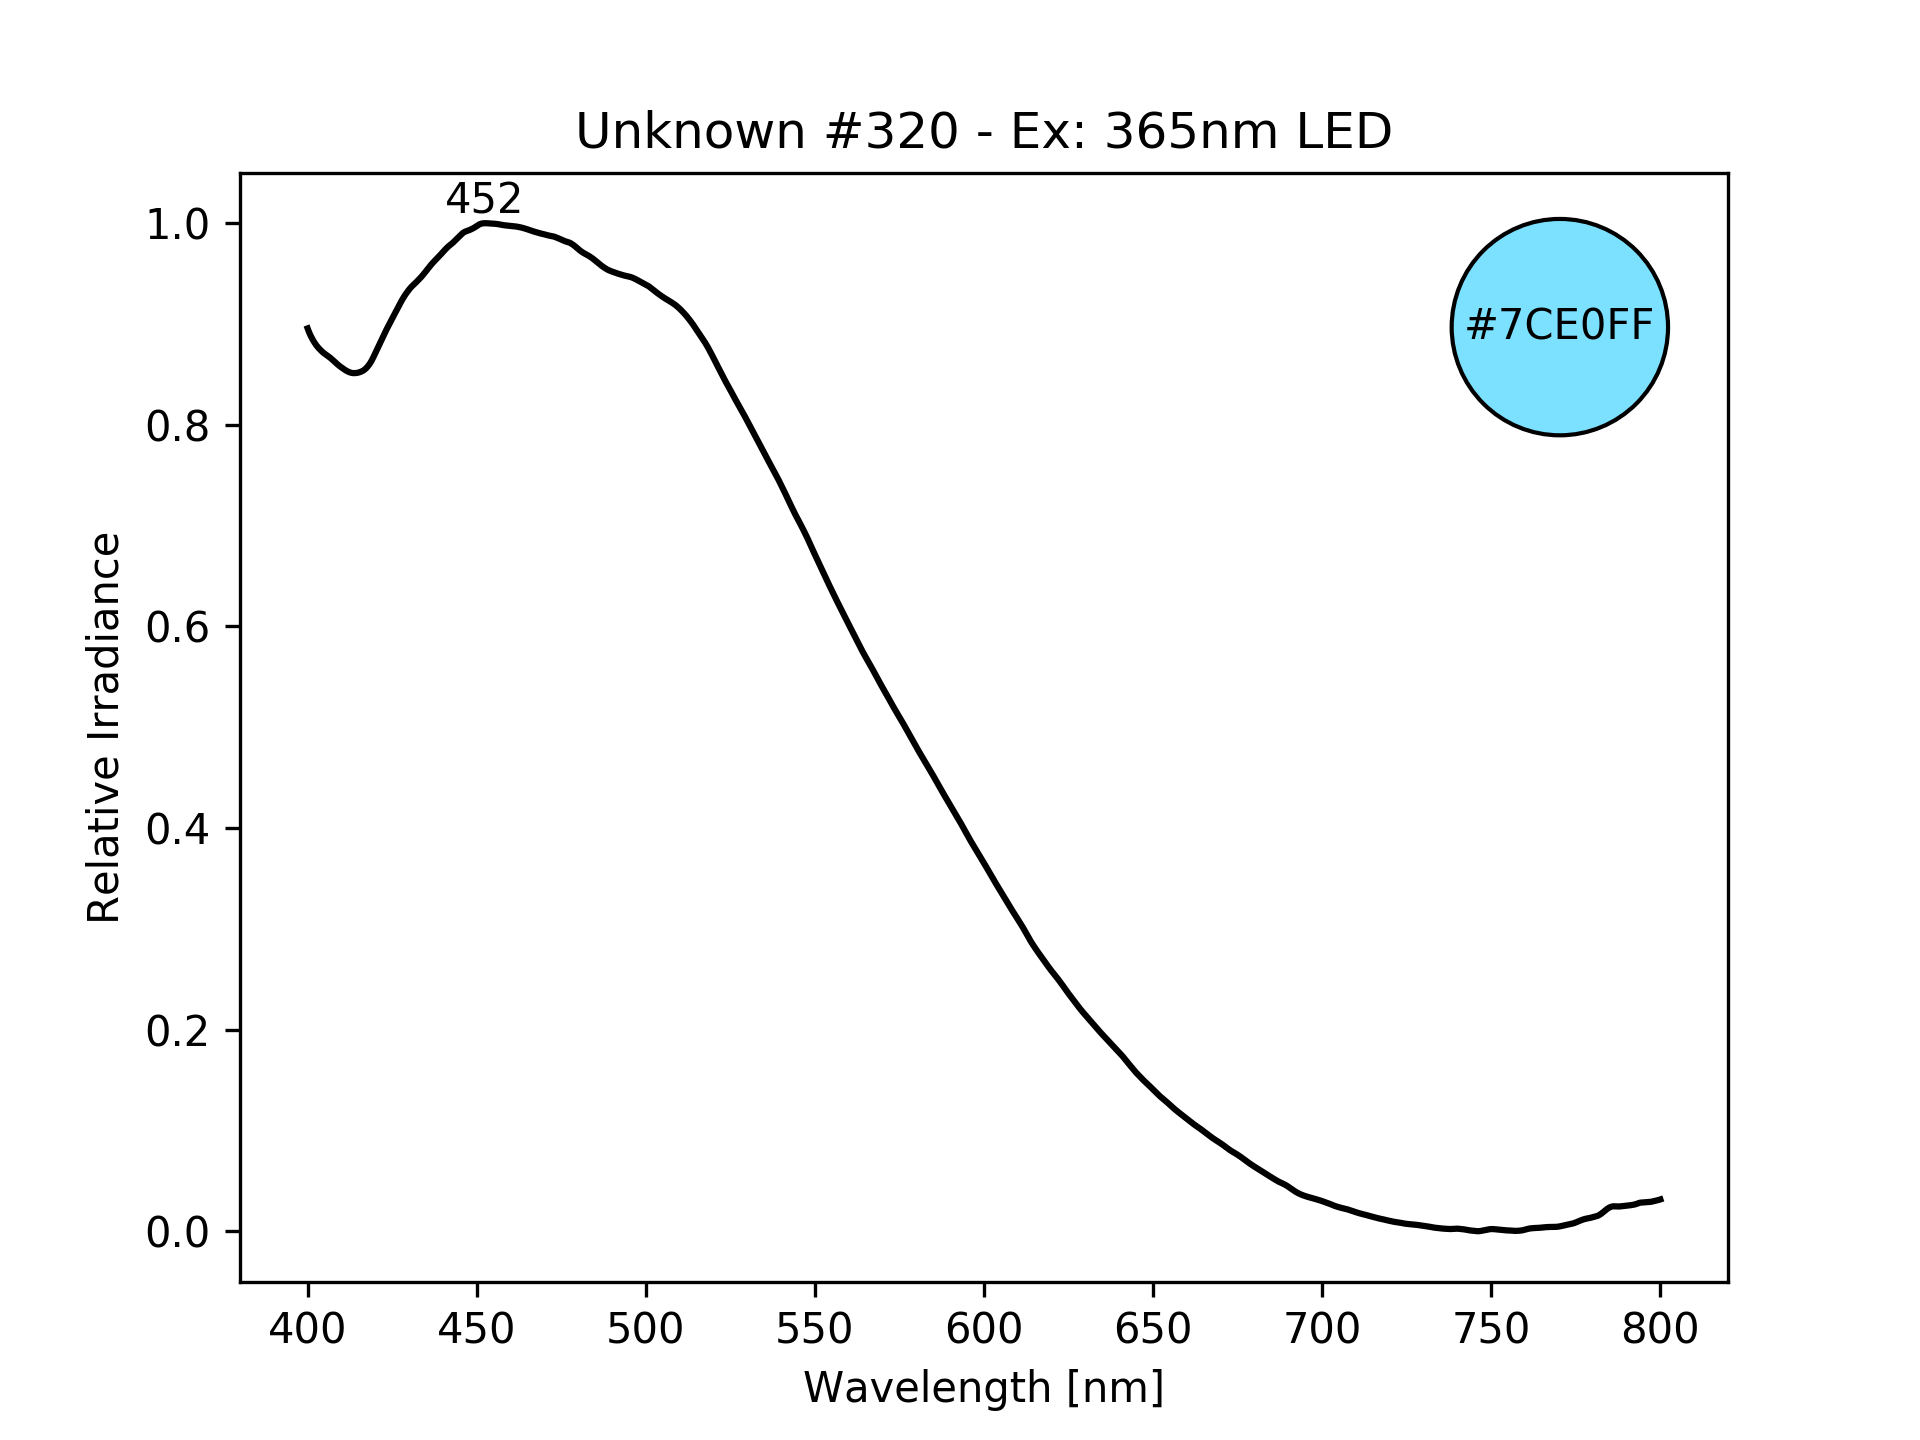 Unknown #320 - Ex: 365nm LED
452
#7CE0FF
1.0
0.8
0.6
0.4
0.2
0.0
Relative Irradiance
400 450 500 550 600 650 700 750 800
Wavelength [nm]